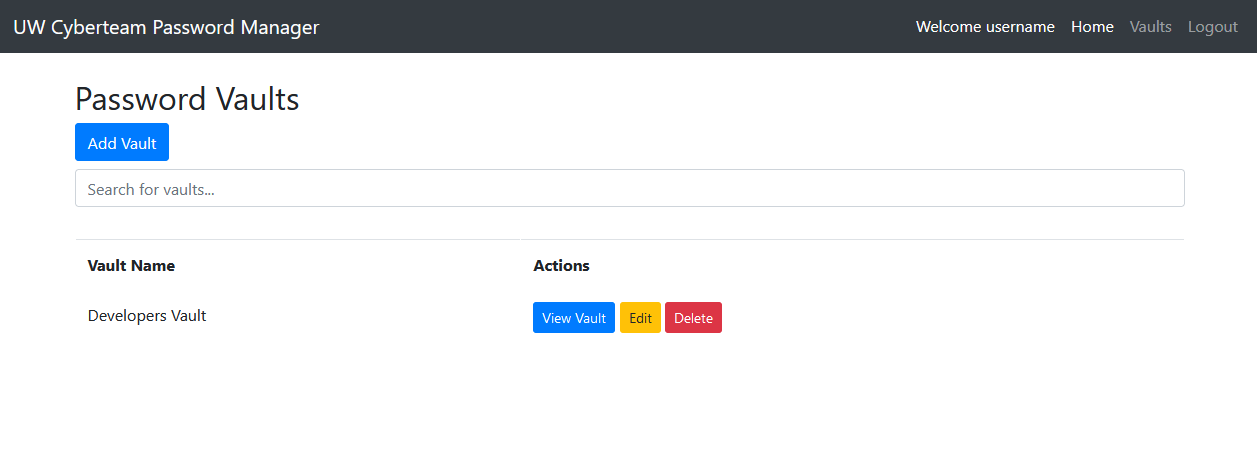 UW Cyberteam Password Manager Welcome username Home Vaults Logout
Password Vaults
Add Vault
Search for vaults...
Vault Name Actions
Developers Vault View Vault Edit Delete